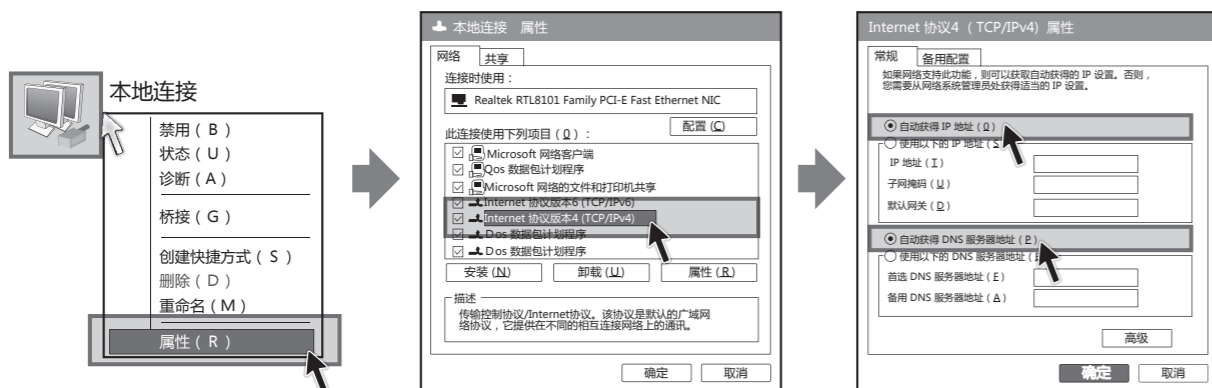 本地连接
禁用 ( B )
状态 ( U )
诊断 ( A )
桥接 ( G )
创建快捷方式 ( S )
删除 ( D )
重命名 ( M )
属性 ( R )
本地连接 属性
网络
共享
连接时使用：
Realtek RTL8101 Family PCI-E Fast Ethernet NIC
配置 (C)
此连接使用下列项目 ( O ) ：
Microsoft 网络客户端
Qos 数据包计划程序
Microsoft 网络的文件和打印机共享
Internet 协议版本6 (TCP/IPv6)
Internet 协议版本4 (TCP/IPv4)
Dos 数据包计划程序
Dos 数据包计划程序
安装 (N)
卸载 (U)
属性 (R)
描述
传输控制协议/Internet协议。该协议是默认的广域网
络协议，它提供在不同的相互连接网络上的通讯。
确定
取消
Internet 协议4 ( TCP/IPv4) 属性
常规
备用配置
如果网络支持此功能，则可以获取自动获得的 IP 设置。否则，
您需要从网络系统管理员处获得适当的 IP 设置。
自动获得 IP 地址 ( O )
使用以下的 IP 地址 ( S
IP 地址 ( I )
子网掩码 ( U )
默认网关 ( D )
自动获得 DNS 服务器地址 ( P )
使用以下的 DNS 服务器地址 (
首选 DNS 服务器地址 ( F )
备用 DNS 服务器地址 ( A )
高级
确定
取消